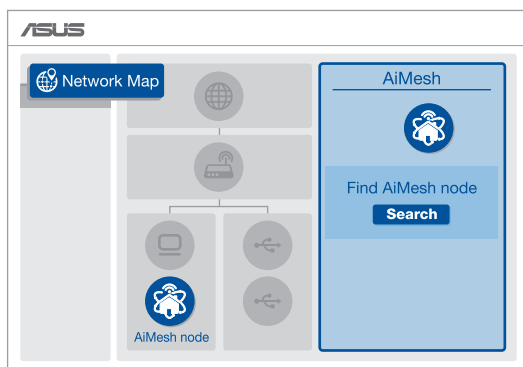 ASUS
Network Map
AiMesh
Find AiMesh node
Search
AiMesh node